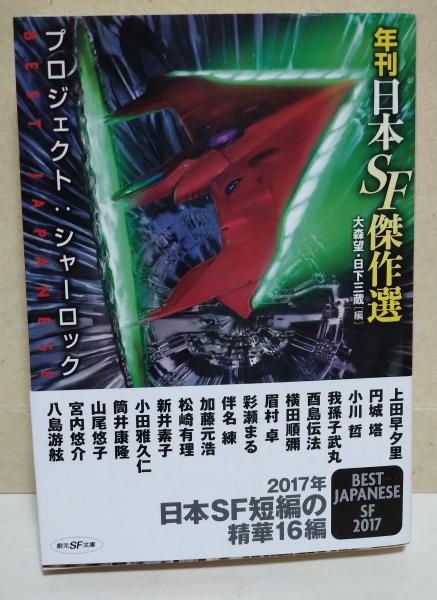 年刊日本SF傑作選
大森望・日下三蔵[編]
プロジェクト：シャーロック
BEST JAPANESE
上田早夕里
円城 塔
小川 哲
我孫子武丸
酉島伝法
横田順彌
眉村 卓
彩瀬まる
伴名 練
加藤元浩
松崎有理
新井素子
小田雅久仁
筒井康隆
山尾悠子
宮内悠介
八島游舷
2017年
日本SF短編の
精華16編
BEST
JAPANESE
SF
2017
創元SF文庫